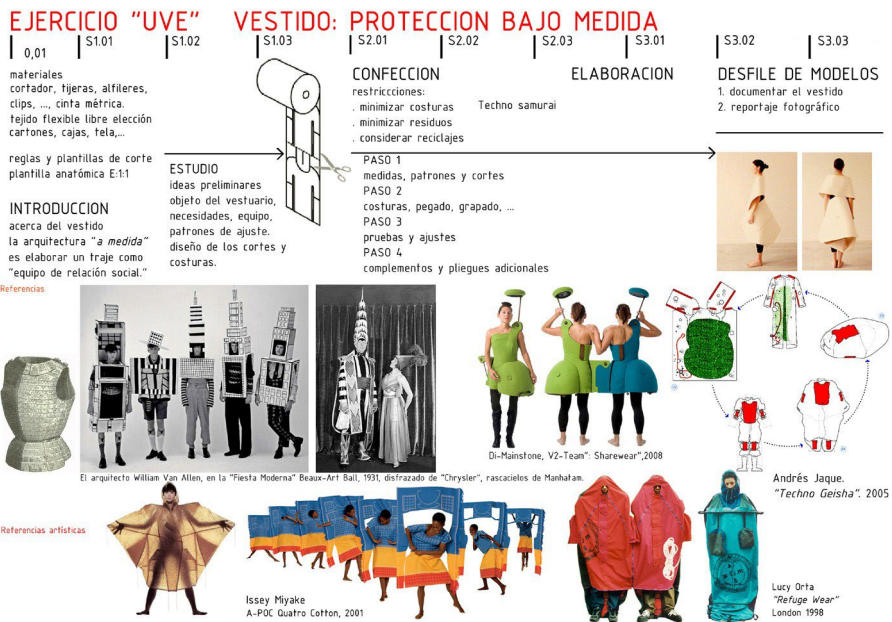 EJERCICIO "UVE" VESTIDO: PROTECCION BAJO MEDIDA
0,01 S1.01 S1.02 S1.03 S2.01 S2.02 S2.03 S3.01 S3.02 S3.03
materiales
cortador, tijeras, alfileres,
clips, ..., cinta métrica.
tejido flexible libre elección
cartones, cajas, tela,...
reglas y plantillas de corte
plantilla anatómica E:1:1
INTRODUCCION
acerca del vestido
la arquitectura "a medida"
es elaborar un traje como
"equipo de relación social."
ESTUDIO
ideas preliminares
objeto del vestuario,
necesidades, equipo,
patrones de ajuste.
diseño de los cortes y
costuras.
CONFECCION
restriccciones:
. minimizar costuras
. minimizar residuos
. considerar reciclajes
Techno samurai
PASO 1
medidas, patrones y cortes
PASO 2
costuras, pegado, grapado, ...
PASO 3
pruebas y ajustes
PASO 4
complementos y pliegues adicionales
ELABORACION
DESFILE DE MODELOS
1. documentar el vestido
2. reportaje fotográfico
Referencias
Di-Mainstone, V2-Team": Sharewear",2008
El arquitecto William Van Allen, en la "Fiesta Moderna" Beaux-Art Ball, 1931, disfrazado de "Chrysler", rascacielos de Manhatam.
Andrés Jaque.
"Techno Geisha". 2005
Referencias artísticas
Issey Miyake
A-POC Quatro Cotton, 2001
Lucy Orta
"Refuge Wear"
London 1998